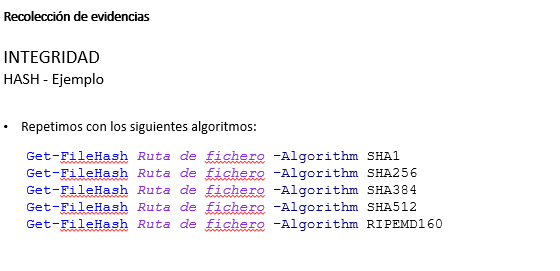 Recolección de evidencias
INTEGRIDAD
HASH - Ejemplo
• Repetimos con los siguientes algoritmos:
Get-FileHash Ruta de fichero -Algorithm SHA1
Get-FileHash Ruta de fichero -Algorithm SHA256
Get-FileHash Ruta de fichero -Algorithm SHA384
Get-FileHash Ruta de fichero -Algorithm SHA512
Get-FileHash Ruta de fichero -Algorithm RIPEMD160